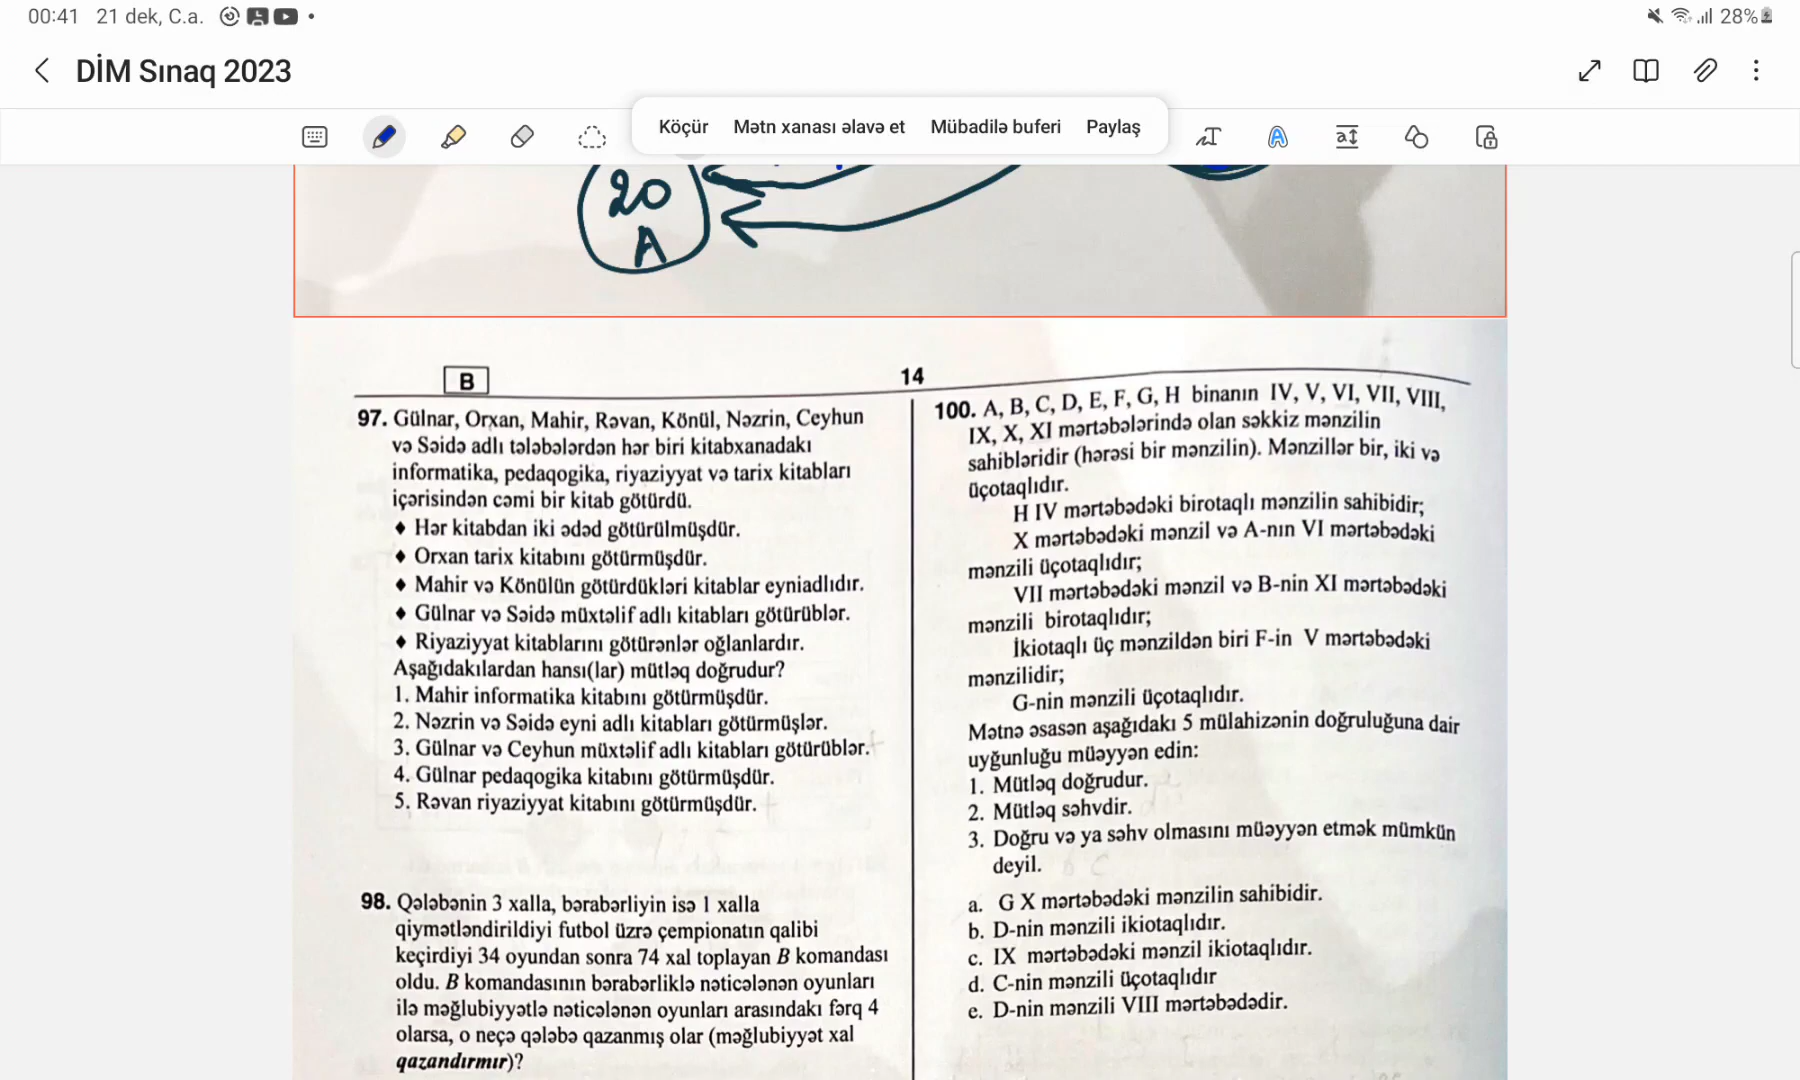 00:41 21 dek, C.a.
28%
DİM Sınaq 2023
Köçür Mətn xanası əlavə et Mübadilə buferi Paylaş
20
A
B
14
97. Gülnar, Orxan, Mahir, Rəvan, Könül, Nəzrin, Ceyhun
və Səidə adlı tələbələrdən hər biri kitabxanadakı
informatika, pedaqogika, riyaziyyat və tarix kitabları
içərisindən cəmi bir kitab götürdü.
♦ Hər kitabdan iki ədəd götürülmüşdür.
♦ Orxan tarix kitabını götürmüşdür.
♦ Mahir və Könülün götürdükləri kitablar eyniadlıdır.
♦ Gülnar və Səidə müxtəlif adlı kitabları götürüblər.
♦ Riyaziyyat kitablarını götürənlər oğlanlardır.
Aşağıdakılardan hansı(lar) mütləq doğrudur?
1. Mahir informatika kitabını götürmüşdür.
2. Nəzrin və Səidə eyni adlı kitabları götürmüşlər.
3. Gülnar və Ceyhun müxtəlif adlı kitabları götürüblər.
4. Gülnar pedaqogika kitabını götürmüşdür.
5. Rəvan riyaziyyat kitabını götürmüşdür.
98. Qələbənin 3 xalla, bərabərliyin isə 1 xalla
qiymətləndirildiyi futbol üzrə çempionatın qalibi
keçirdiyi 34 oyundan sonra 74 xal toplayan B komandası
oldu. B komandasının bərabərliklə nəticələnən oyunları
ilə məğlubiyyətlə nəticələnən oyunları arasındakı fərq 4
olarsa, o neçə qələbə qazanmış olar (məğlubiyyət xal
qazandırmır)?
100. A, B, C, D, E, F, G, H binanın IV, V, VI, VII, VIII,
IX, X, XI mərtəbələrində olan səkkiz mənzilin
sahibləridir (hərəsi bir mənzilin). Mənzillər bir, iki və
üçotaqlıdır.
H IV mərtəbədəki birotaqlı mənzilin sahibidir;
X mərtəbədəki mənzil və A-nın VI mərtəbədəki
mənzili üçotaqlıdır;
VII mərtəbədəki mənzil və B-nin XI mərtəbədəki
mənzili birotaqlıdır;
İkiotaqlı üç mənzildən biri F-in V mərtəbədəki
mənzilidir;
G-nin mənzili üçotaqlıdır.
Mətnə əsasən aşağıdakı 5 mülahizənin doğruluğuna dair
uyğunluğu müəyyən edin:
1. Mütləq doğrudur.
2. Mütləq səhvdir.
3. Doğru və ya səhv olmasını müəyyən etmək mümkün
deyil.
a. G X mərtəbədəki mənzilin sahibidir.
b. D-nin mənzili ikiotaqlıdır.
c. IX mərtəbədəki mənzil ikiotaqlıdır.
d. C-nin mənzili üçotaqlıdır
e. D-nin mənzili VIII mərtəbədədir.